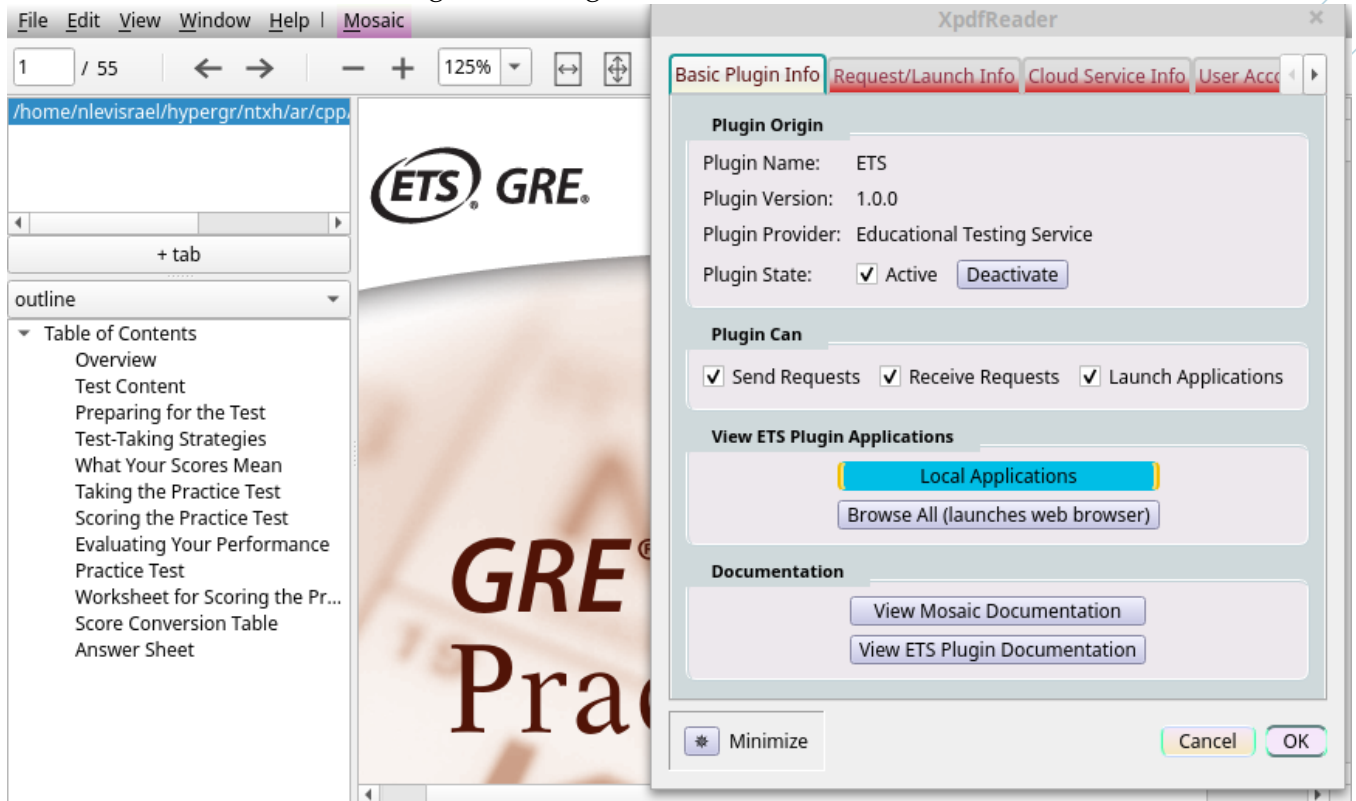 File Edit View Window Help | Mosaic
1 / 55
125%
/home/nlevisrael/hypergr/ntxh/ar/cpp
+ tab
outline
Table of Contents
Overview
Test Content
Preparing for the Test
Test-Taking Strategies
What Your Scores Mean
Taking the Practice Test
Scoring the Practice Test
Evaluating Your Performance
Practice Test
Worksheet for Scoring the Pr...
Score Conversion Table
Answer Sheet
ETS® GRE®
GRE®
Prac
15
XpdfReader
Basic Plugin Info Request/Launch Info Cloud Service Info User Acco
Plugin Origin
Plugin Name: ETS
Plugin Version: 1.0.0
Plugin Provider: Educational Testing Service
Plugin State: Active Deactivate
Plugin Can
Send Requests Receive Requests Launch Applications
View ETS Plugin Applications
Local Applications
Browse All (launches web browser)
Documentation
View Mosaic Documentation
View ETS Plugin Documentation
Minimize
Cancel OK